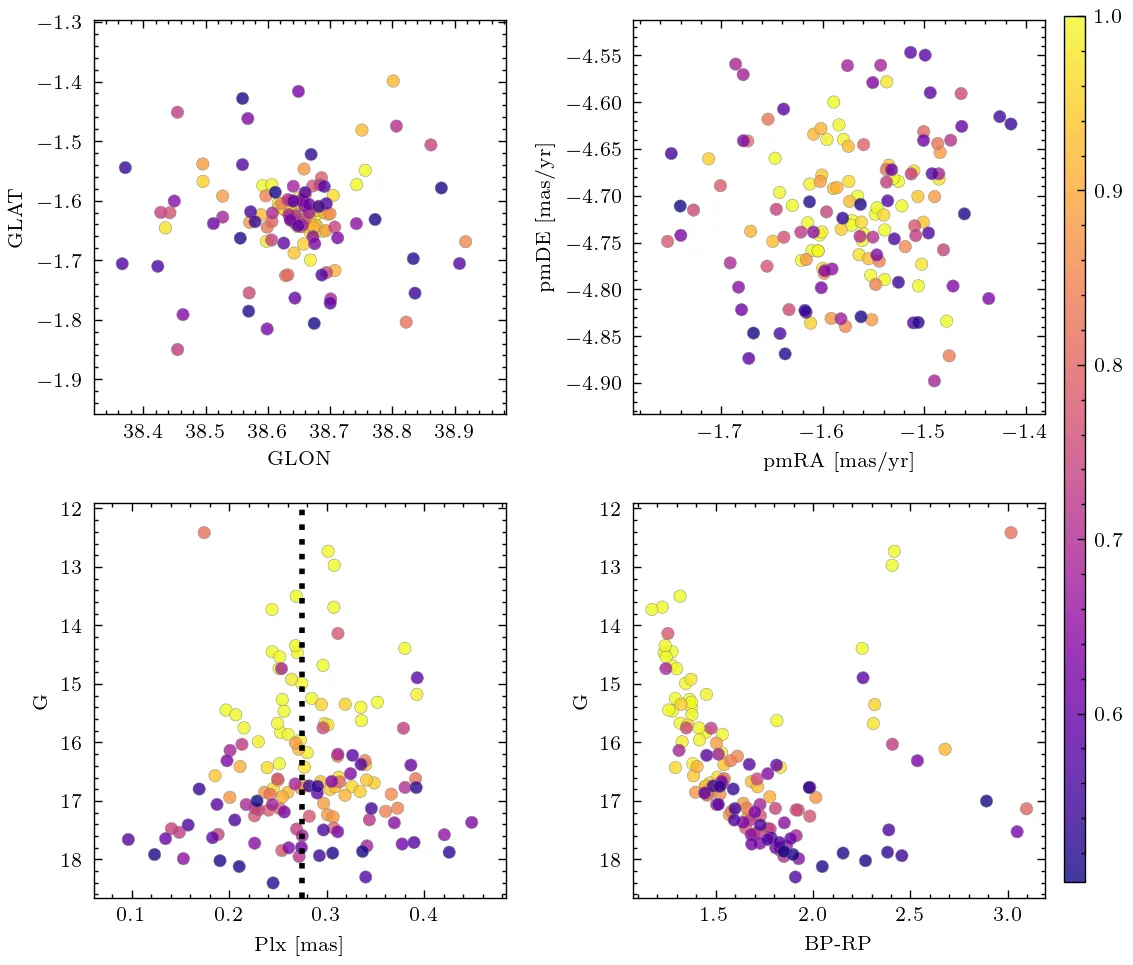 −1.3
−1.4
−1.5
−1.6
−1.7
−1.8
−1.9
GLAT
38.4 38.5 38.6 38.7 38.8 38.9
GLON
−4.55
−4.60
−4.65
−4.70
−4.75
−4.80
−4.85
−4.90
pmDE [mas/yr]
−1.7 −1.6 −1.5 −1.4
pmRA [mas/yr]
12
13
14
15
16
17
18
G
0.1 0.2 0.3 0.4
Plx [mas]
12
13
14
15
16
17
18
G
1.5 2.0 2.5 3.0
BP-RP
1.0
0.9
0.8
0.7
0.6